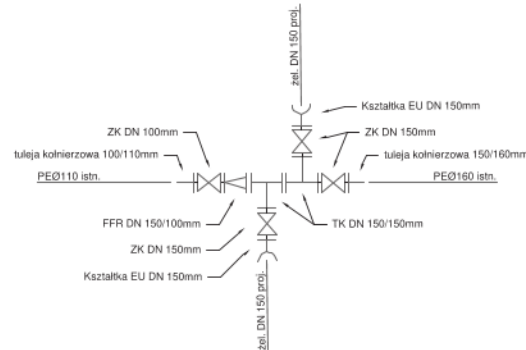 żel. DN 150 proj.
Kształtka EU DN 150mm
ZK DN 100mm
ZK DN 150mm
tuleja kołnierzowa 100/110mm
tuleja kołnierzowa 150/160mm
PEØ110 istn.
PEØ160 istn.
FFR DN 150/100mm
TK DN 150/150mm
ZK DN 150mm
Kształtka EU DN 150mm
żel. DN 150 proj.